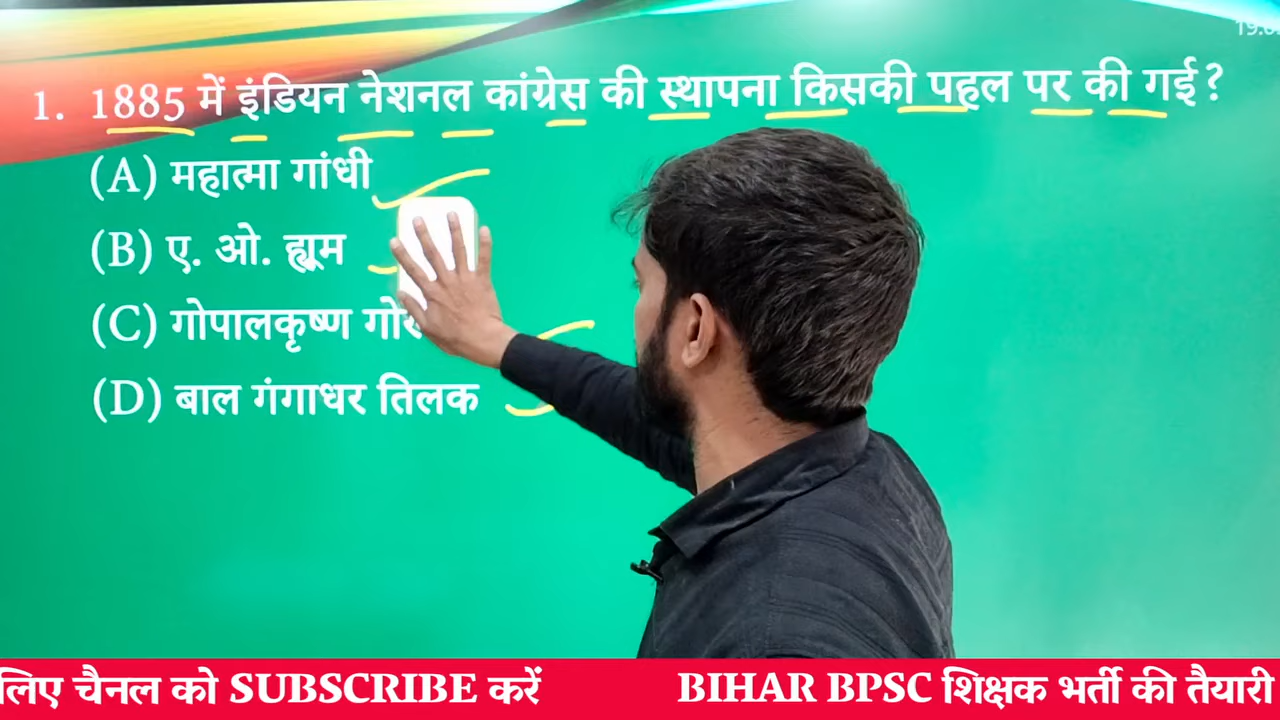 1. 1885 में इंडियन नेशनल कांग्रेस की स्थापना किसकी पहल पर की गई?
(A) महात्मा गांधी
(B) ए. ओ. ह्यूम
(C) गोपालकृष्ण
(D) बाल गंगाधर तिलक
लिए चैनल को SUBSCRIBE करें BIHAR BPSC शिक्षक भर्ती की तैयारी